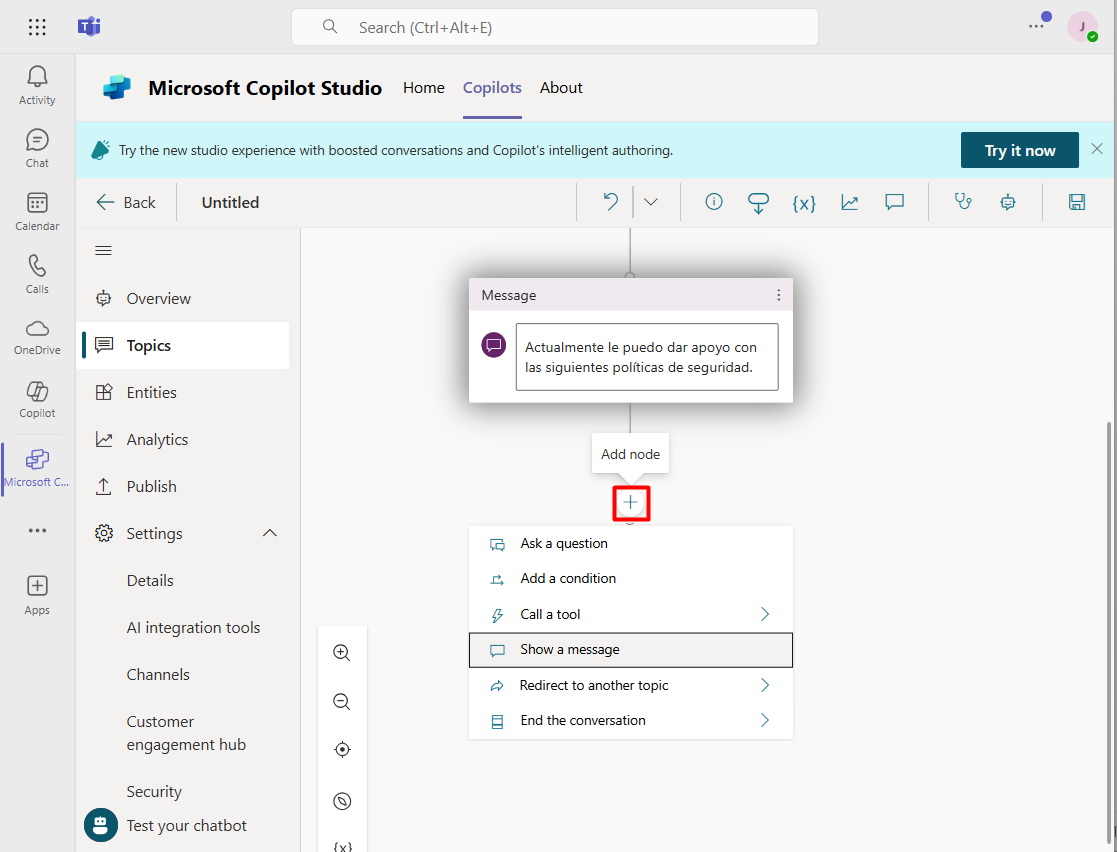 Search (Ctrl+Alt+E)
J
Activity
Chat
Calendar
Calls
OneDrive
Copilot
Microsoft C...
Apps
Microsoft Copilot Studio
Home
Copilots
About
Try the new studio experience with boosted conversations and Copilot's intelligent authoring.
Try it now
Back
Untitled
{x}
Overview
Topics
Entities
Analytics
Publish
Settings
Details
AI integration tools
Channels
Customer
engagement hub
Security
Test your chatbot
Message
Actualmente le puedo dar apoyo con
las siguientes políticas de seguridad.
Add node
Ask a question
Add a condition
Call a tool
Show a message
Redirect to another topic
End the conversation
{x}